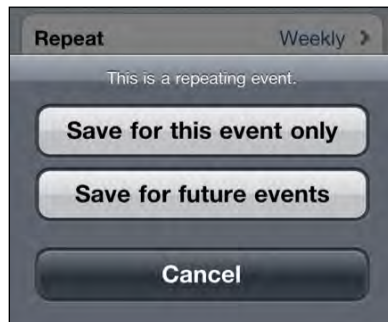 Repeat Weekly
This is a repeating event.
Save for this event only
Save for future events
Cancel